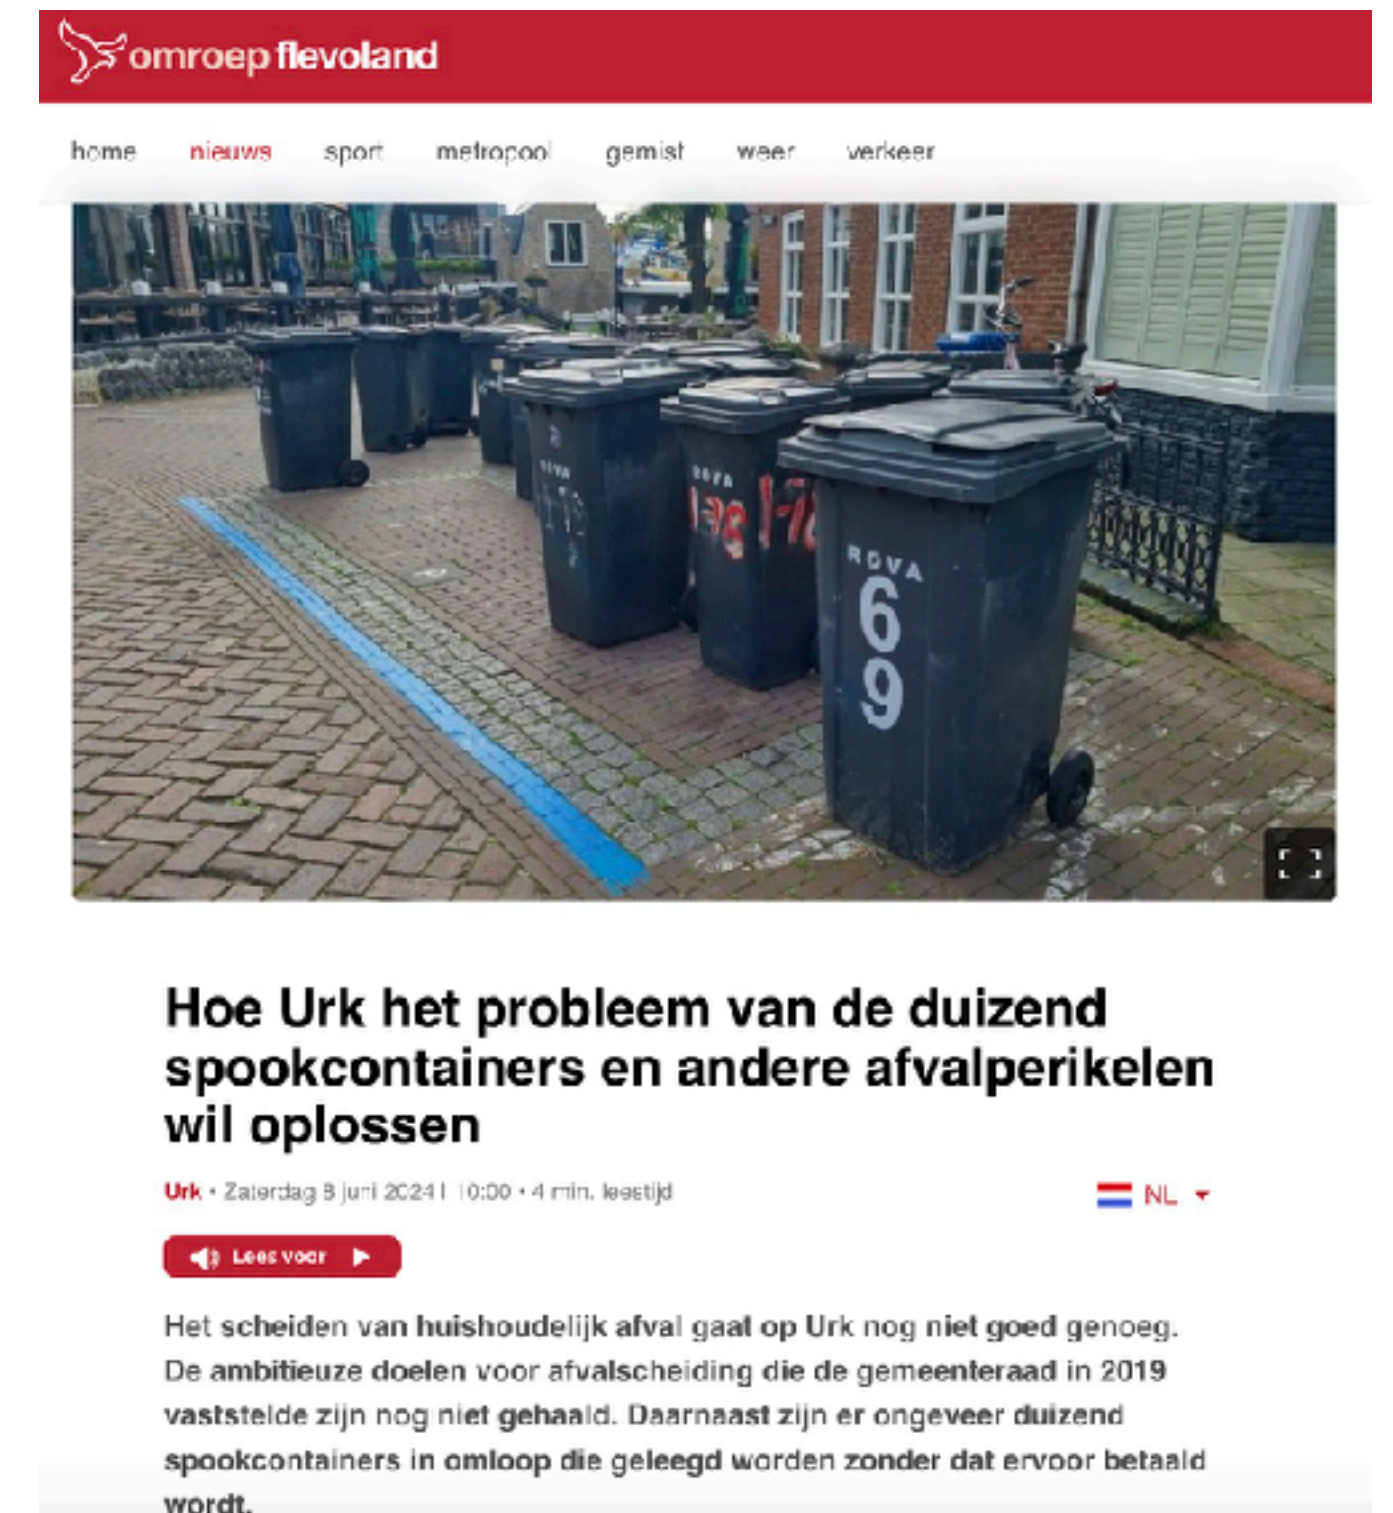 omroep flevoland
home nieuws sport metropool gemist weer verkeer
ROVA
ROVA
ROVA
6
9
Hoe Urk het probleem van de duizend
spookcontainers en andere afvalperikelen
wil oplossen
Urk • Zaterdag 8 juni 2024 | 10:00 • 4 min. leestijd
NL
Lees voor
Het scheiden van huishoudelijk afval gaat op Urk nog niet goed genoeg.
De ambitieuze doelen voor afvalscheiding die de gemeenteraad in 2019
vaststelde zijn nog niet gehaald. Daarnaast zijn er ongeveer duizend
spookcontainers in omloop die geleegd worden zonder dat ervoor betaald
wordt.